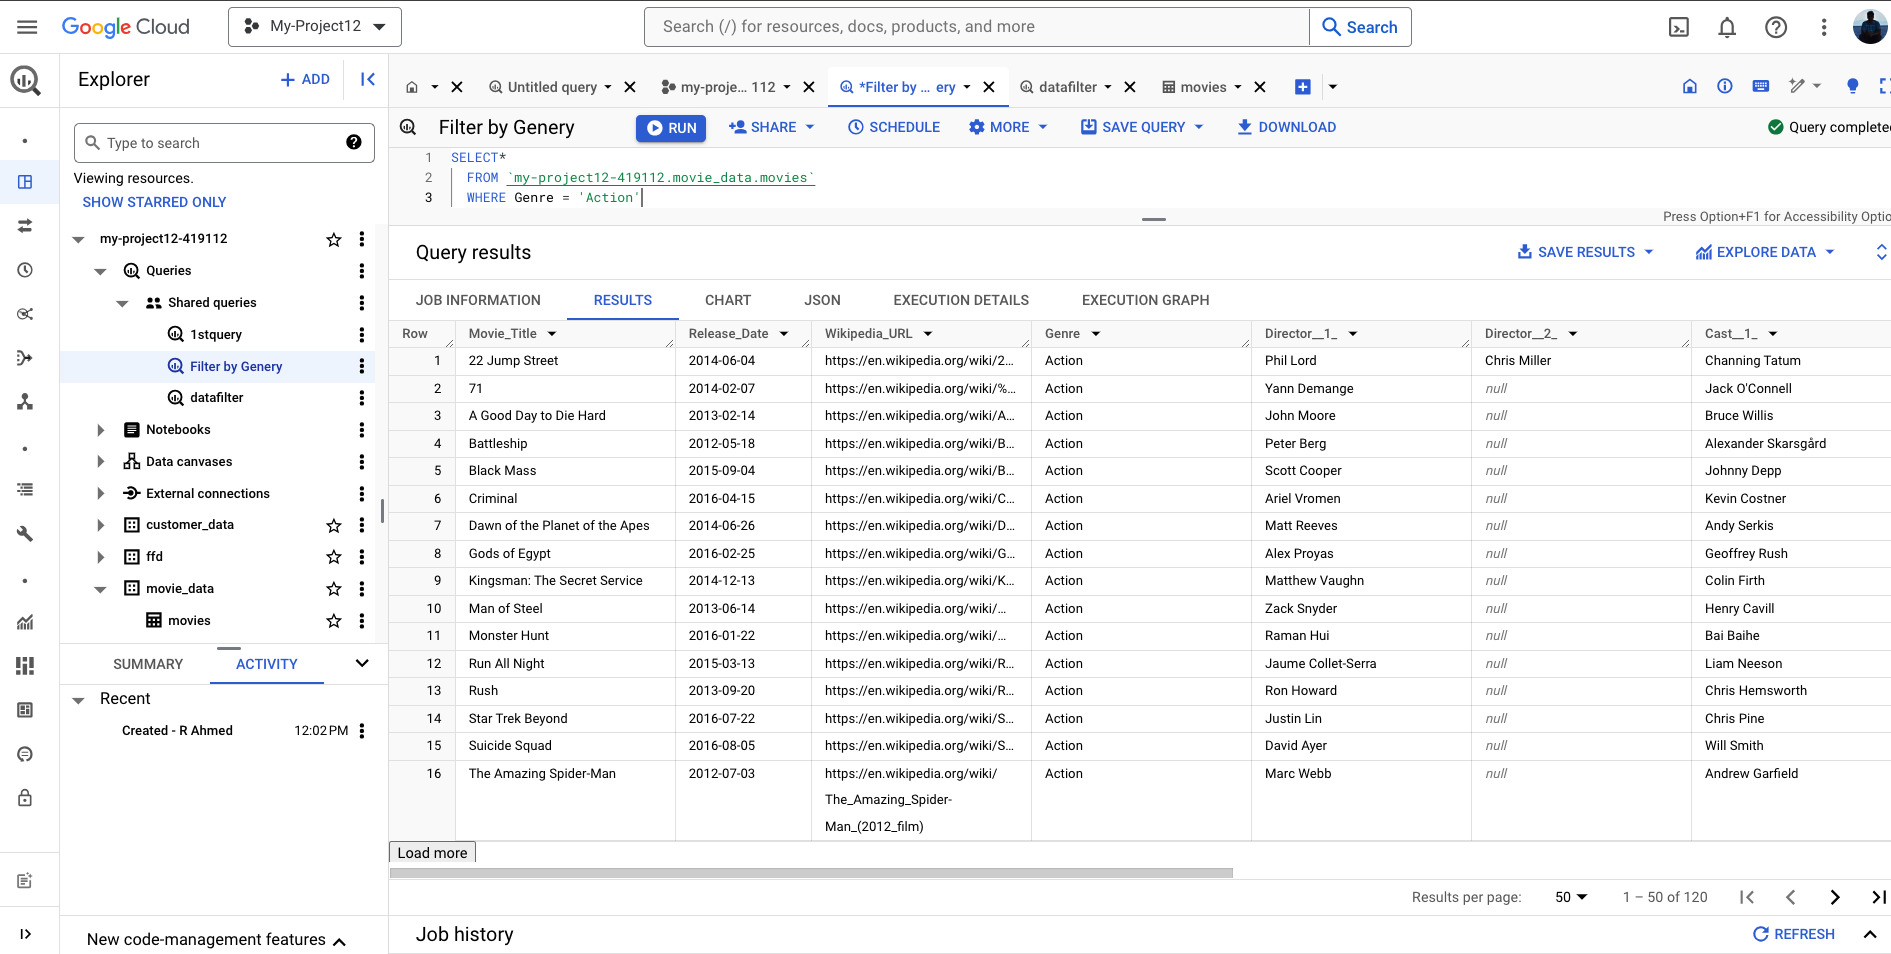 Google Cloud
My-Project12
Search (/) for resources, docs, products, and more
Search
Explorer
ADD
Type to search
Viewing resources.
SHOW STARRED ONLY
my-project12-419112
Queries
Shared queries
1stquery
Filter by Genery
datafilter
Notebooks
Data canvases
External connections
customer_data
ffd
movie_data
movies
SUMMARY ACTIVITY
Recent
Created - R Ahmed 12:02 PM
New code-management features
Untitled query my-proje... 112 *Filter by ... ery datafilter movies
Filter by Genery RUN SHARE SCHEDULE MORE SAVE QUERY DOWNLOAD Query completed
1 SELECT*
2 FROM `my-project12-419112.movie_data.movies`
3 WHERE Genre = 'Action'
Press Option+F1 for Accessibility Optio
Query results SAVE RESULTS EXPLORE DATA
JOB INFORMATION RESULTS CHART JSON EXECUTION DETAILS EXECUTION GRAPH
Row Movie_Title Release_Date Wikipedia_URL Genre Director__1_ Director__2_ Cast__1_
1 22 Jump Street 2014-06-04 https://en.wikipedia.org/wiki/2... Action Phil Lord Chris Miller Channing Tatum
2 71 2014-02-07 https://en.wikipedia.org/wiki/%... Action Yann Demange null Jack O'Connell
3 A Good Day to Die Hard 2013-02-14 https://en.wikipedia.org/wiki/A... Action John Moore null Bruce Willis
4 Battleship 2012-05-18 https://en.wikipedia.org/wiki/B... Action Peter Berg null Alexander Skarsgård
5 Black Mass 2015-09-04 https://en.wikipedia.org/wiki/B... Action Scott Cooper null Johnny Depp
6 Criminal 2016-04-15 https://en.wikipedia.org/wiki/C... Action Ariel Vromen null Kevin Costner
7 Dawn of the Planet of the Apes 2014-06-26 https://en.wikipedia.org/wiki/D... Action Matt Reeves null Andy Serkis
8 Gods of Egypt 2016-02-25 https://en.wikipedia.org/wiki/G... Action Alex Proyas null Geoffrey Rush
9 Kingsman: The Secret Service 2014-12-13 https://en.wikipedia.org/wiki/K... Action Matthew Vaughn null Colin Firth
10 Man of Steel 2013-06-14 https://en.wikipedia.org/wiki/... Action Zack Snyder null Henry Cavill
11 Monster Hunt 2016-01-22 https://en.wikipedia.org/wiki/... Action Raman Hui null Bai Baihe
12 Run All Night 2015-03-13 https://en.wikipedia.org/wiki/R... Action Jaume Collet-Serra null Liam Neeson
13 Rush 2013-09-20 https://en.wikipedia.org/wiki/R... Action Ron Howard null Chris Hemsworth
14 Star Trek Beyond 2016-07-22 https://en.wikipedia.org/wiki/S... Action Justin Lin null Chris Pine
15 Suicide Squad 2016-08-05 https://en.wikipedia.org/wiki/S... Action David Ayer null Will Smith
16 The Amazing Spider-Man 2012-07-03 https://en.wikipedia.org/wiki/ Action Marc Webb null Andrew Garfield
The_Amazing_Spider-
Man_(2012_film)
Load more
Results per page: 50 1 – 50 of 120
Job history REFRESH